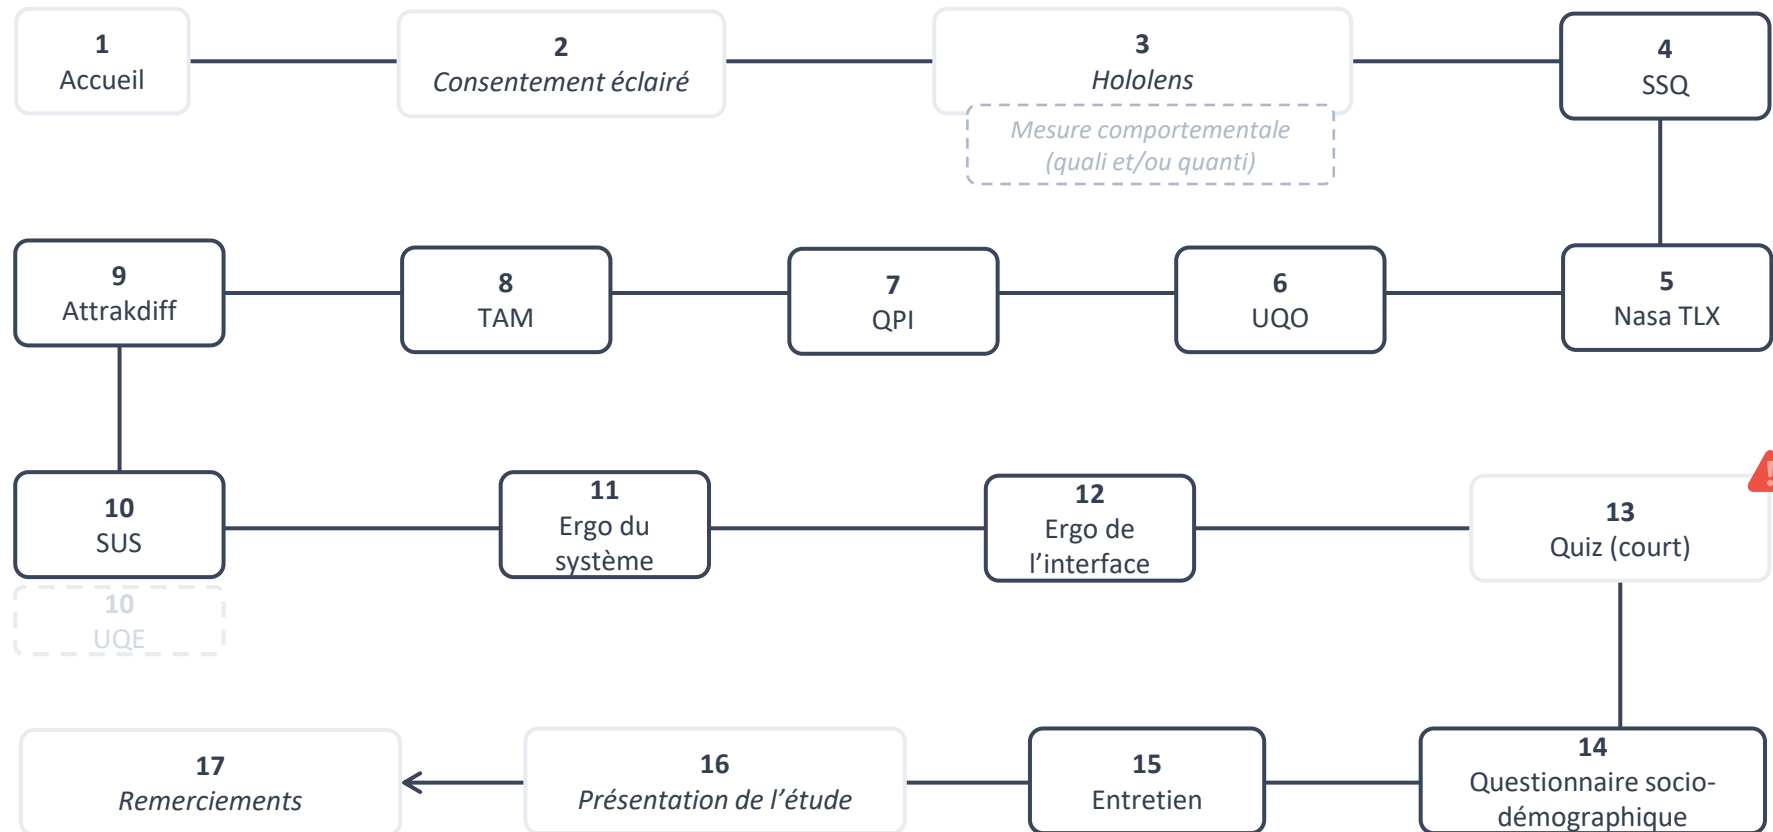 1
Accueil
2
Consentement éclairé
3
Hololens
Mesure comportementale
(quali et/ou quanti)
4
SSQ
5
Nasa TLX
6
UQO
7
QPI
8
TAM
9
Attrakdiff
10
SUS
10
UQE
11
Ergo du
système
12
Ergo de
l’interface
13
Quiz (court)
!
14
Questionnaire socio-
démographique
15
Entretien
16
Présentation de l’étude
17
Remerciements